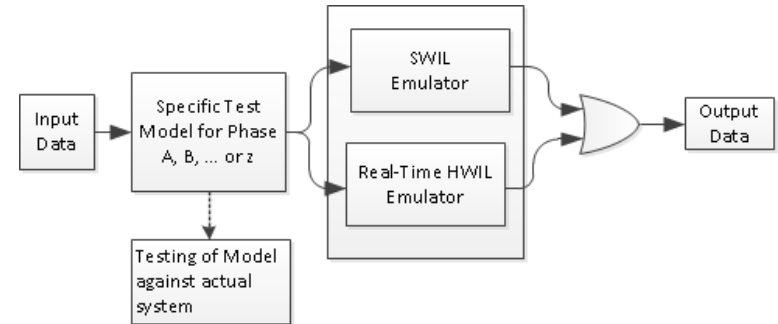 Input
Data
Specific Test
Model for Phase
A, B, ... or z
Testing of Model
against actual
system
SWIL
Emulator
Real-Time HWIL
Emulator
Output
Data